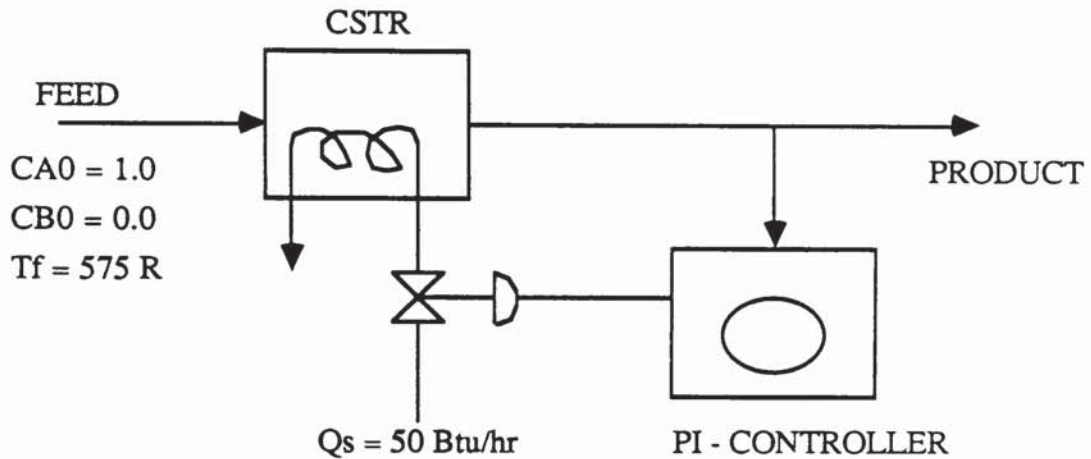 CSTR
FEED
CA0 = 1.0
CB0 = 0.0
Tf = 575 R
PRODUCT
Qs = 50 Btu/hr
PI - CONTROLLER